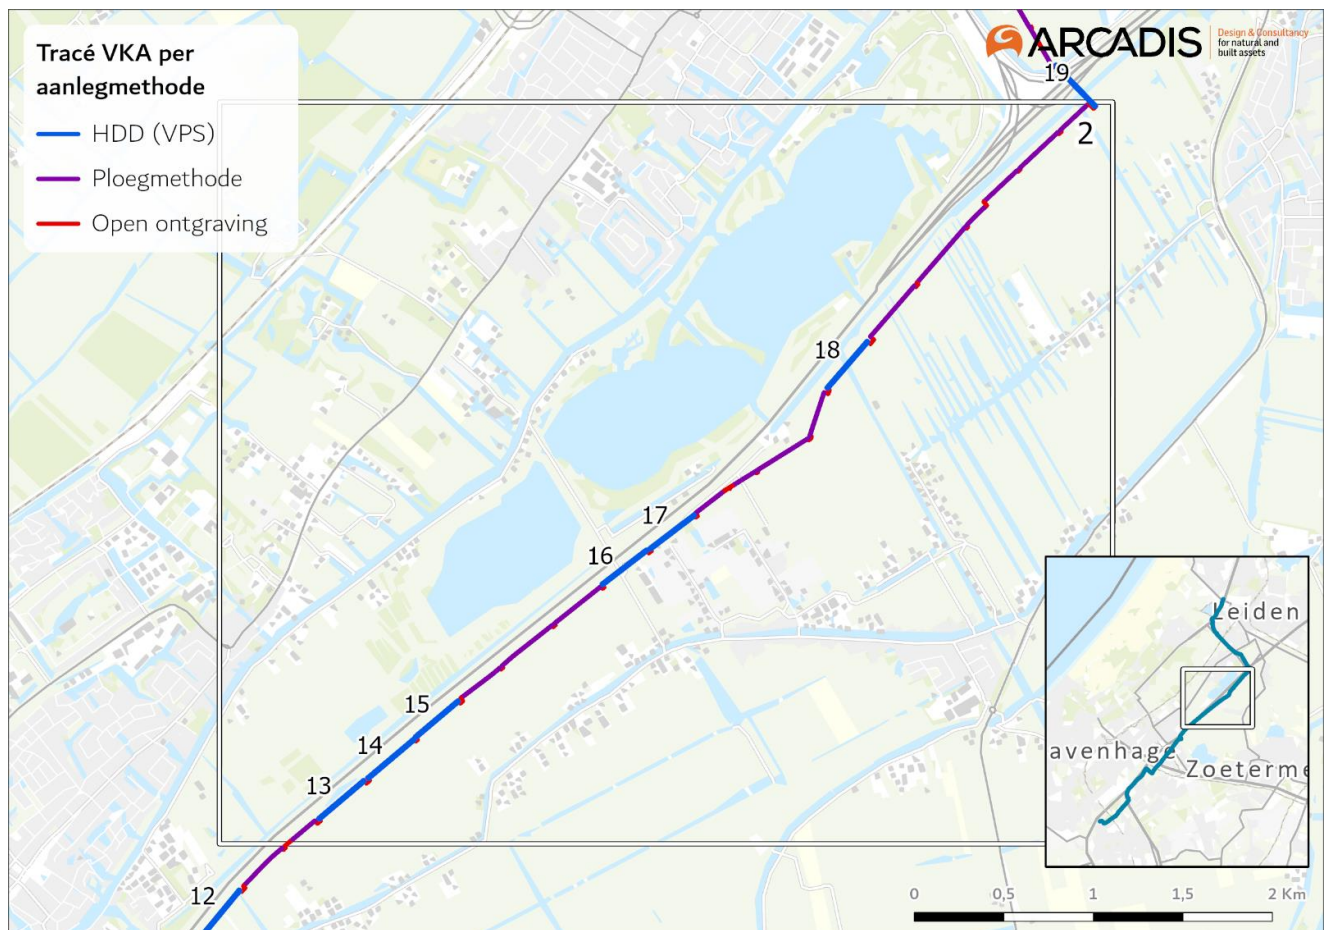 Tracé VKA per
aanlegmethode
HDD (VPS)
Ploegmethode
Open ontgraving
ARCADIS
Design & Consultancy
for natural and
built assets
19
2
18
17
16
15
14
13
12
Leiden
avenhage
Zoeterme
0 0,5 1 1,5 2 Km